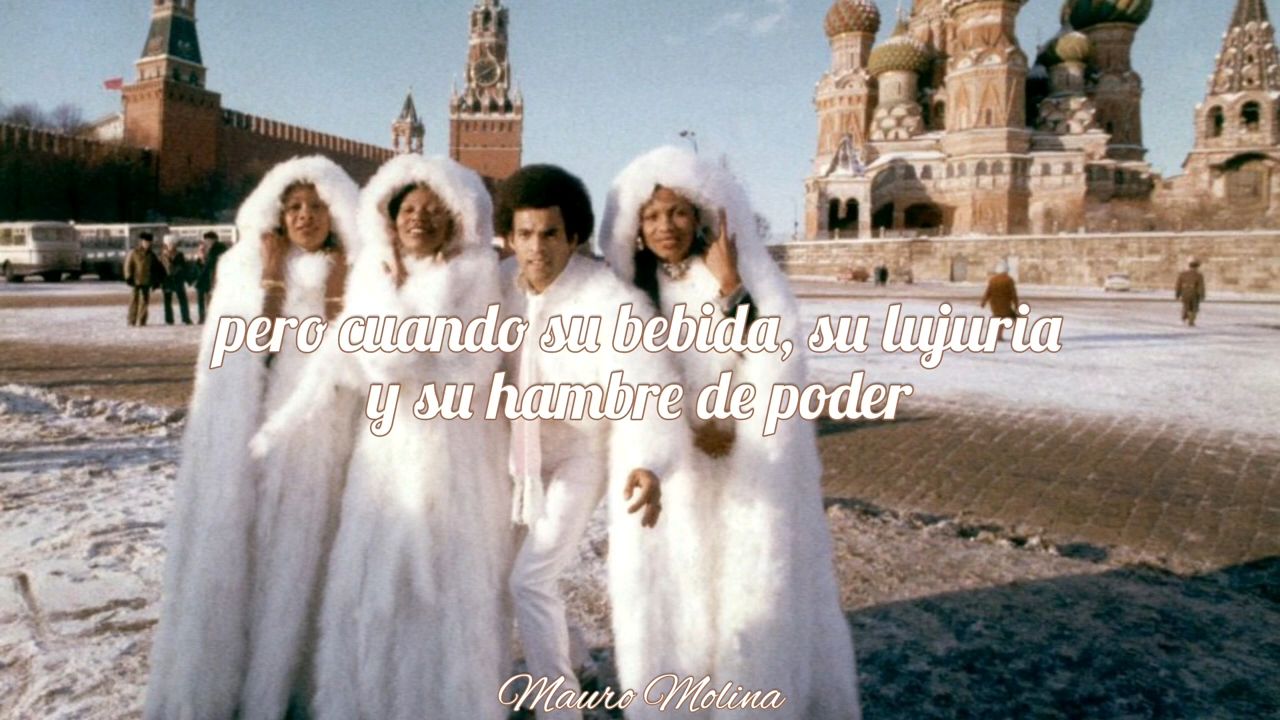 pero cuando su bebida, su lujuria
y su hambre de poder
Mauro Molina